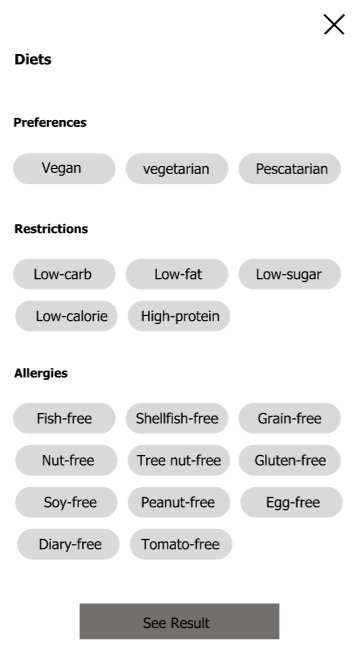 Diets
Preferences
Vegan vegetarian Pescatarian
Restrictions
Low-carb Low-fat Low-sugar
Low-calorie High-protein
Allergies
Fish-free Shellfish-free Grain-free
Nut-free Tree nut-free Gluten-free
Soy-free Peanut-free Egg-free
Diary-free Tomato-free
See Result